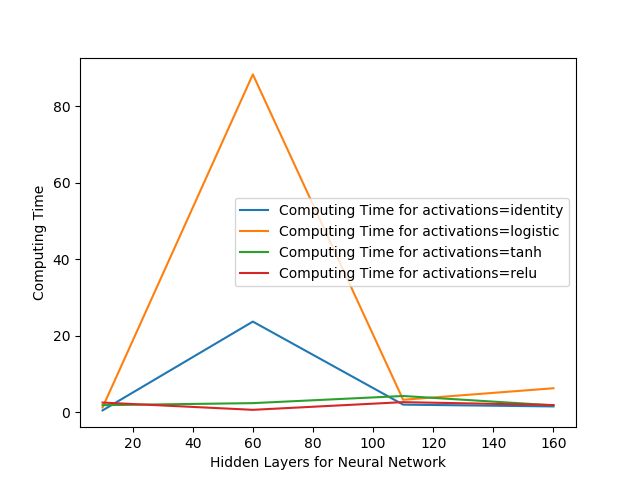 80
60
40
20
0
Computing Time
Computing Time for activations=identity
Computing Time for activations=logistic
Computing Time for activations=tanh
Computing Time for activations=relu
20 40 60 80 100 120 140 160
Hidden Layers for Neural Network